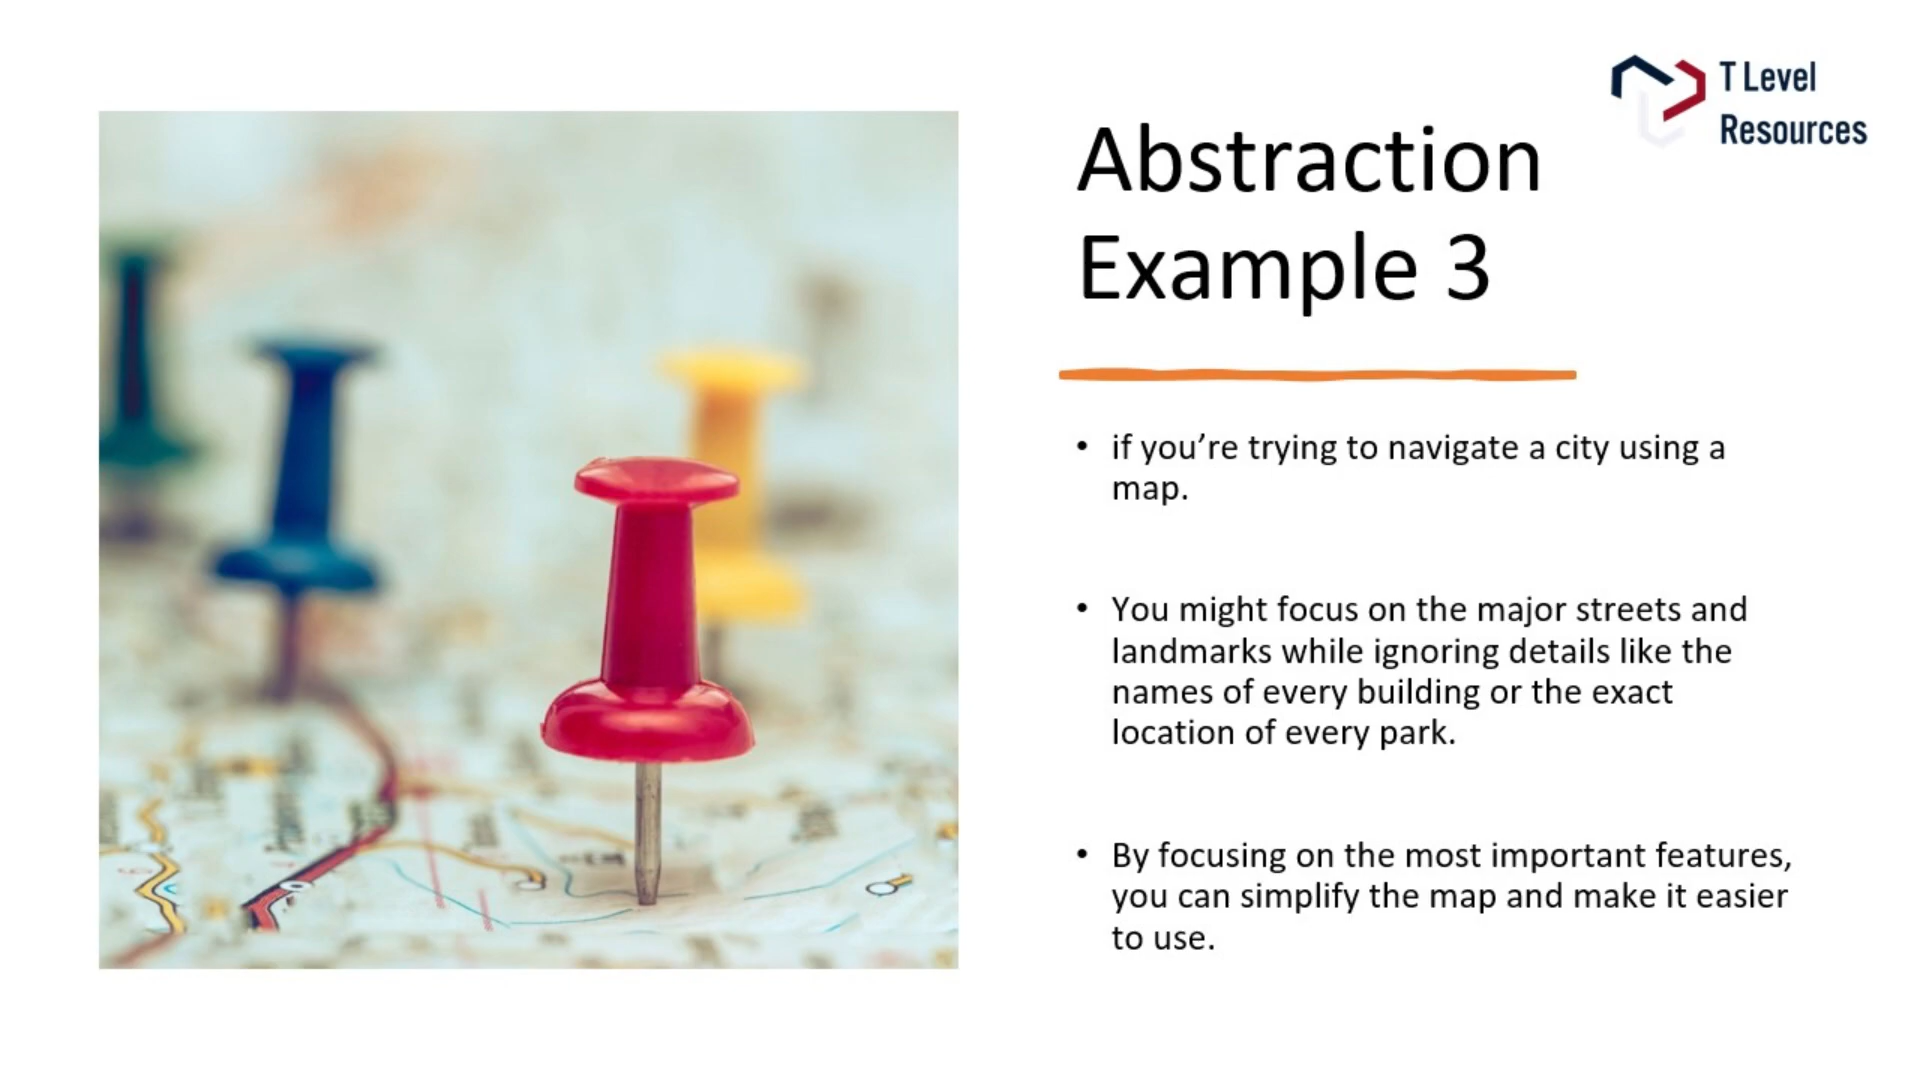 T Level
Resources
Abstraction
Example 3
• if you’re trying to navigate a city using a
map.
• You might focus on the major streets and
landmarks while ignoring details like the
names of every building or the exact
location of every park.
• By focusing on the most important features,
you can simplify the map and make it easier
to use.